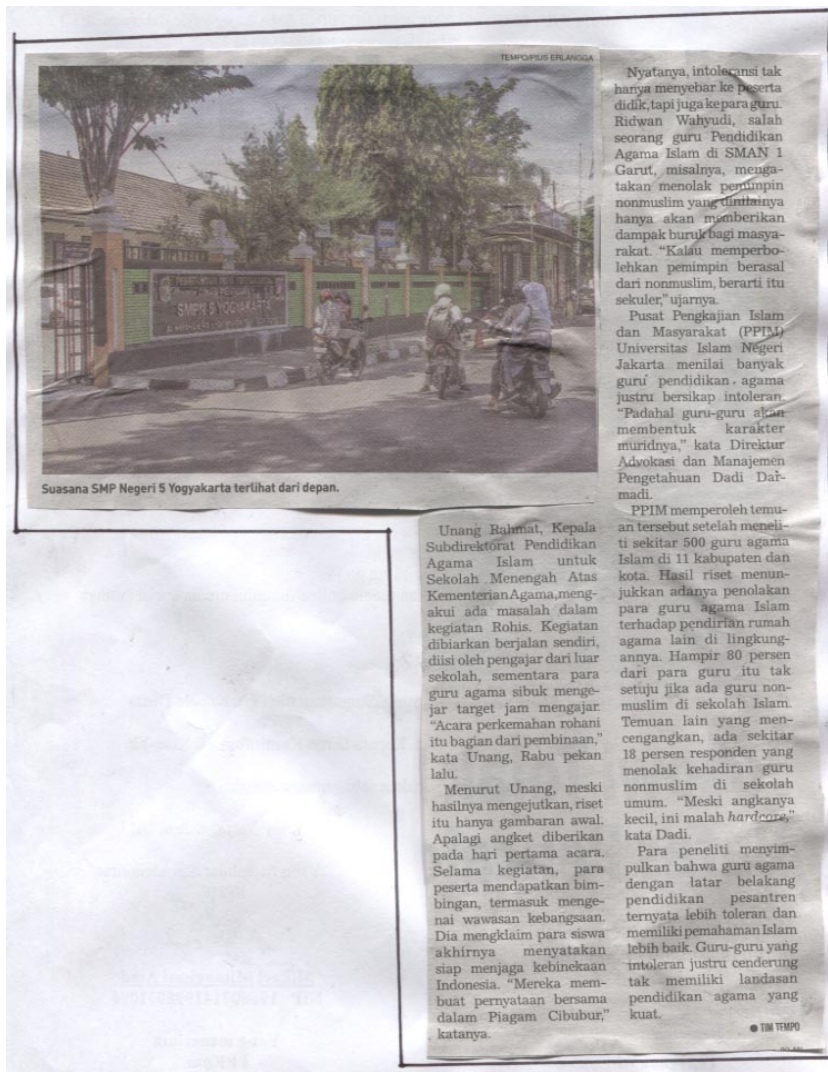 TEMPO/PIUS ERLANGGA
SMPN 5 YOGYAKARTA
Suasana SMP Negeri 5 Yogyakarta terlihat dari depan.
Unang Rahmat, Kepala
Subdirektorat Pendidikan
Agama Islam untuk
Sekolah Menengah Atas
Kementerian Agama, meng-
akui ada masalah dalam
kegiatan Rohis. Kegiatan
dibiarkan berjalan sendiri,
diisi oleh pengajar dari luar
sekolah, sementara para
guru agama sibuk menge-
jar target jam mengajar.
“Acara perkemahan rohani
itu bagian dari pembinaan,”
kata Unang, Rabu pekan
lalu.
Menurut Unang, meski
hasilnya mengejutkan, riset
itu hanya gambaran awal.
Apalagi angket diberikan
pada hari pertama acara.
Selama kegiatan, para
peserta mendapatkan bim-
bingan, termasuk menge-
nai wawasan kebangsaan.
Dia mengklaim para siswa
akhirnya menyatakan
siap menjaga kebinekaan
Indonesia. “Mereka mem-
buat pernyataan bersama
dalam Piagam Cibubur,”
katanya.
Nyatanya, intoleransi tak
hanya menyebar ke peserta
didik, tapi juga ke para guru.
Ridwan Wahyudi, salah
seorang guru Pendidikan
Agama Islam di SMAN 1
Garut, misalnya, menga-
takan menolak pemimpin
nonmuslim yang dinilainya
hanya akan memberikan
dampak buruk bagi masya-
rakat. “Kalau memperbo-
lehkan pemimpin berasal
dari nonmuslim, berarti itu
sekuler,” ujarnya.
Pusat Pengkajian Islam
dan Masyarakat (PPIM)
Universitas Islam Negeri
Jakarta menilai banyak
guru pendidikan agama
justru bersikap intoleran.
“Padahal guru-guru akan
membentuk karakter
muridnya,” kata Direktur
Advokasi dan Manajemen
Pengetahuan Dadi Dar-
madi.
PPIM memperoleh temu-
an tersebut setelah meneli-
ti sekitar 500 guru agama
Islam di 11 kabupaten dan
kota. Hasil riset menun-
jukkan adanya penolakan
para guru agama Islam
terhadap pendirian rumah
agama lain di lingkung-
annya. Hampir 80 persen
dari para guru itu tak
setuju jika ada guru non-
muslim di sekolah Islam.
Temuan lain yang men-
cengangkan, ada sekitar
18 persen responden yang
menolak kehadiran guru
nonmuslim di sekolah
umum. “Meski angkanya
kecil, ini malah hardcore,”
kata Dadi.
Para peneliti menyim-
pulkan bahwa guru agama
dengan latar belakang
pendidikan pesantren
ternyata lebih toleran dan
memiliki pemahaman Islam
lebih baik. Guru-guru yang
intoleran justru cenderung
tak memiliki landasan
pendidikan agama yang
kuat.
● TIM TEMPO